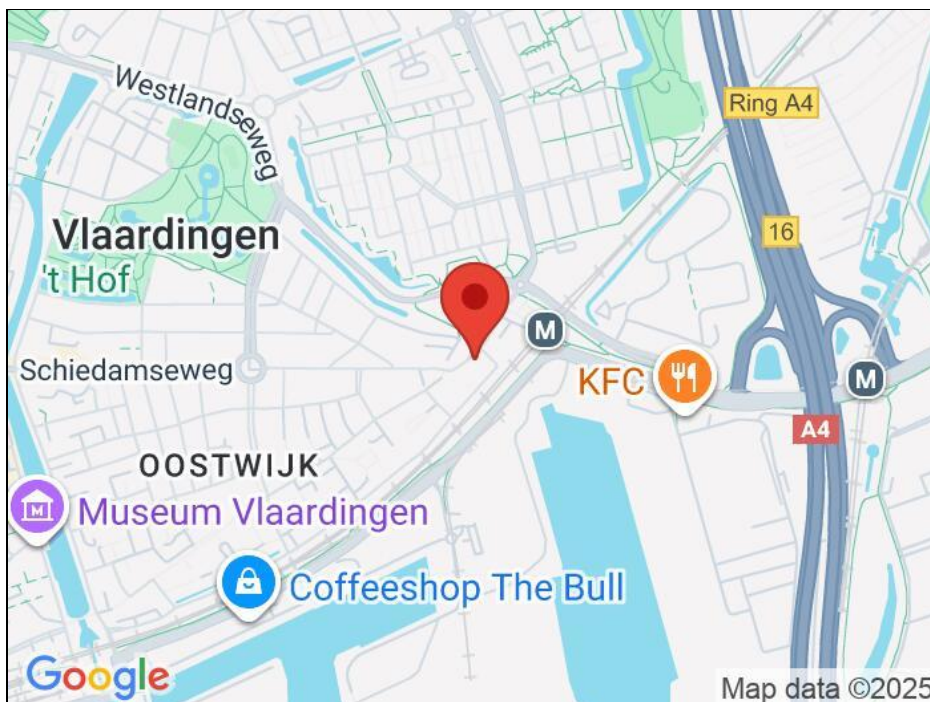 Westlandseweg
Ring A4
16
Vlaardingen
't Hof
M
Schiedamseweg
KFC
M
A4
OOSTWIJK
M
Museum Vlaardingen
Coffeeshop The Bull
Google
Map data ©2025